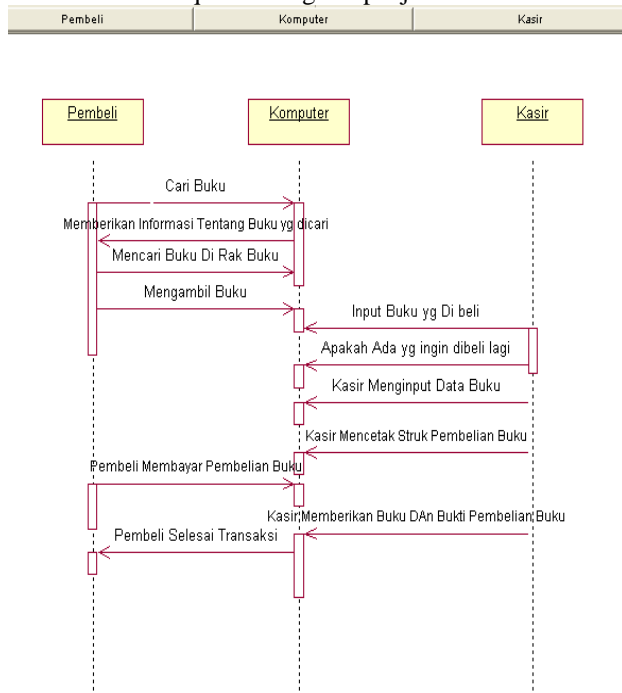 Pembeli Komputer Kasir
Pembeli Komputer Kasir
Cari Buku
Memberikan Informasi Tentang Buku yg dicari
Mencari Buku Di Rak Buku
Mengambil Buku
Input Buku yg Di beli
Apakah Ada yg ingin dibeli lagi
Kasir Menginput Data Buku
Kasir Mencetak Struk Pembelian Buku
Pembeli Membayar Pembelian Buku
Kasir Memberikan Buku DAn Bukti Pembelian Buku
Pembeli Selesai Transaksi